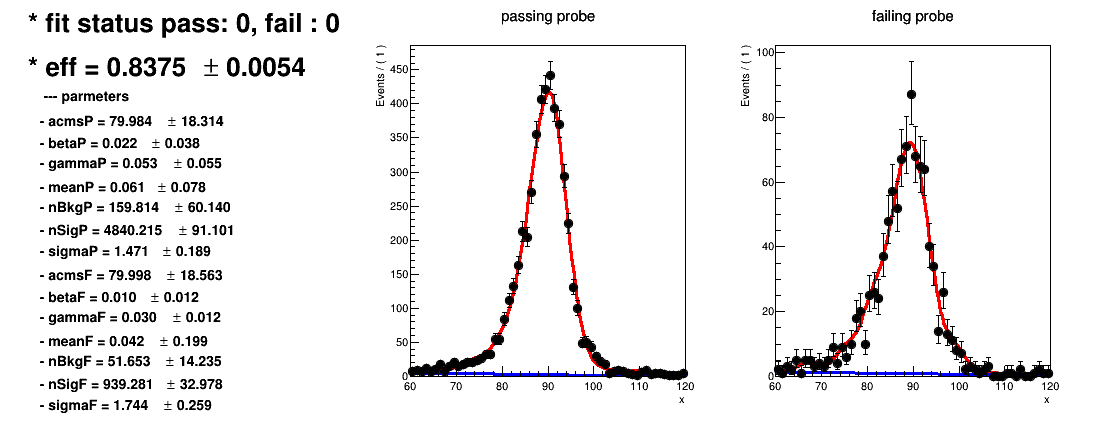 * fit status pass: 0, fail : 0
* eff = 0.8375 ± 0.0054
--- parmeters
- acmsP = 79.984 ± 18.314
- betaP = 0.022 ± 0.038
- gammaP = 0.053 ± 0.055
- meanP = 0.061 ± 0.078
- nBkgP = 159.814 ± 60.140
- nSigP = 4840.215 ± 91.101
- sigmaP = 1.471 ± 0.189
- acmsF = 79.998 ± 18.563
- betaF = 0.010 ± 0.012
- gammaF = 0.030 ± 0.012
- meanF = 0.042 ± 0.199
- nBkgF = 51.653 ± 14.235
- nSigF = 939.281 ± 32.978
- sigmaF = 1.744 ± 0.259
passing probe
Events / ( 1 )
450
400
350
300
250
200
150
100
50
0
60 70 80 90 100 110 120
x
failing probe
Events / ( 1 )
100
80
60
40
20
0
60 70 80 90 100 110 120
x